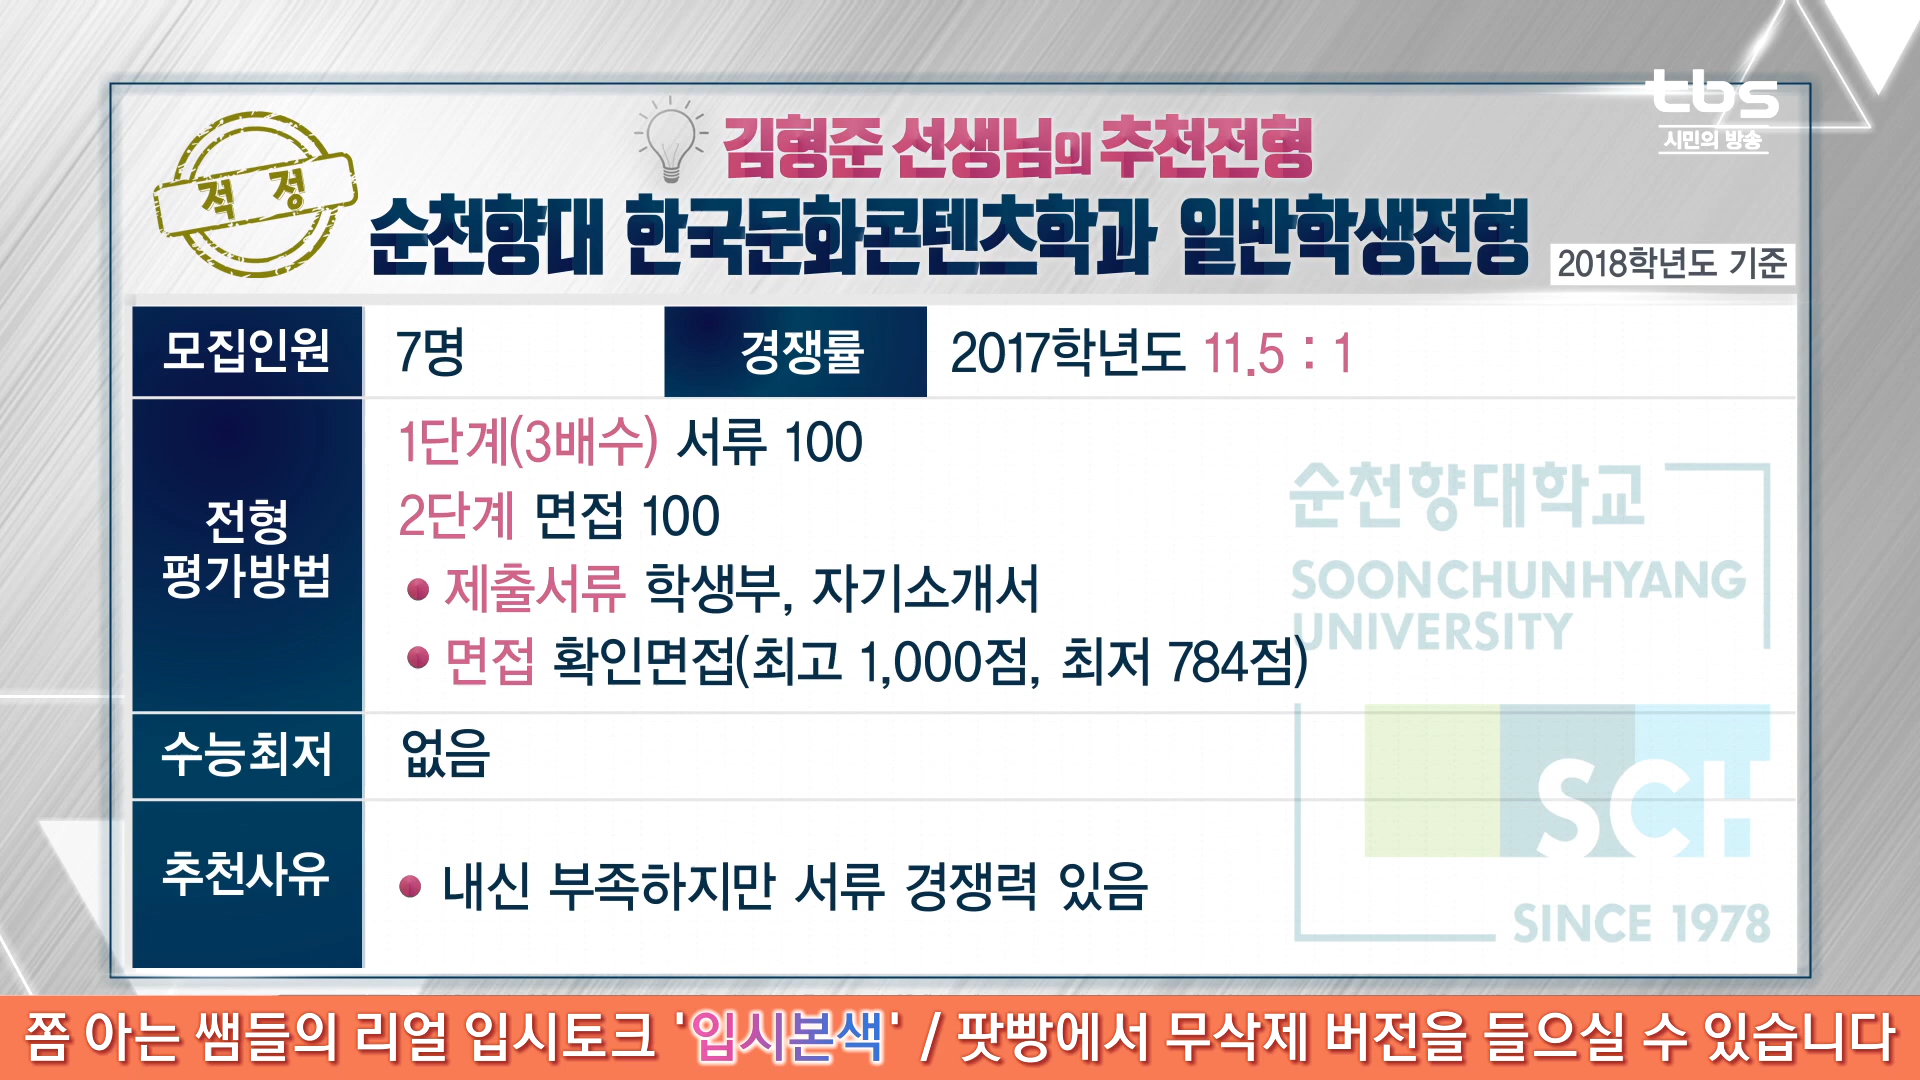 tbs
시민의 방송
적 정
김형준 선생님의 추천전형
순천향대 한국문화콘텐츠학과 일반학생전형
2018학년도 기준
모집인원
7명
경쟁률
2017학년도 11.5 : 1
전형
평가방법
1단계(3배수) 서류 100
2단계 면접 100
• 제출서류 학생부, 자기소개서
• 면접 확인면접(최고 1,000점, 최저 784점)
수능최저
없음
추천사유
• 내신 부족하지만 서류 경쟁력 있음
순천향대학교
SOONCHUNHYANG
UNIVERSITY
SCH
SINCE 1978
쫌 아는 쌤들의 리얼 입시토크 '입시본색' / 팟빵에서 무삭제 버전을 들으실 수 있습니다